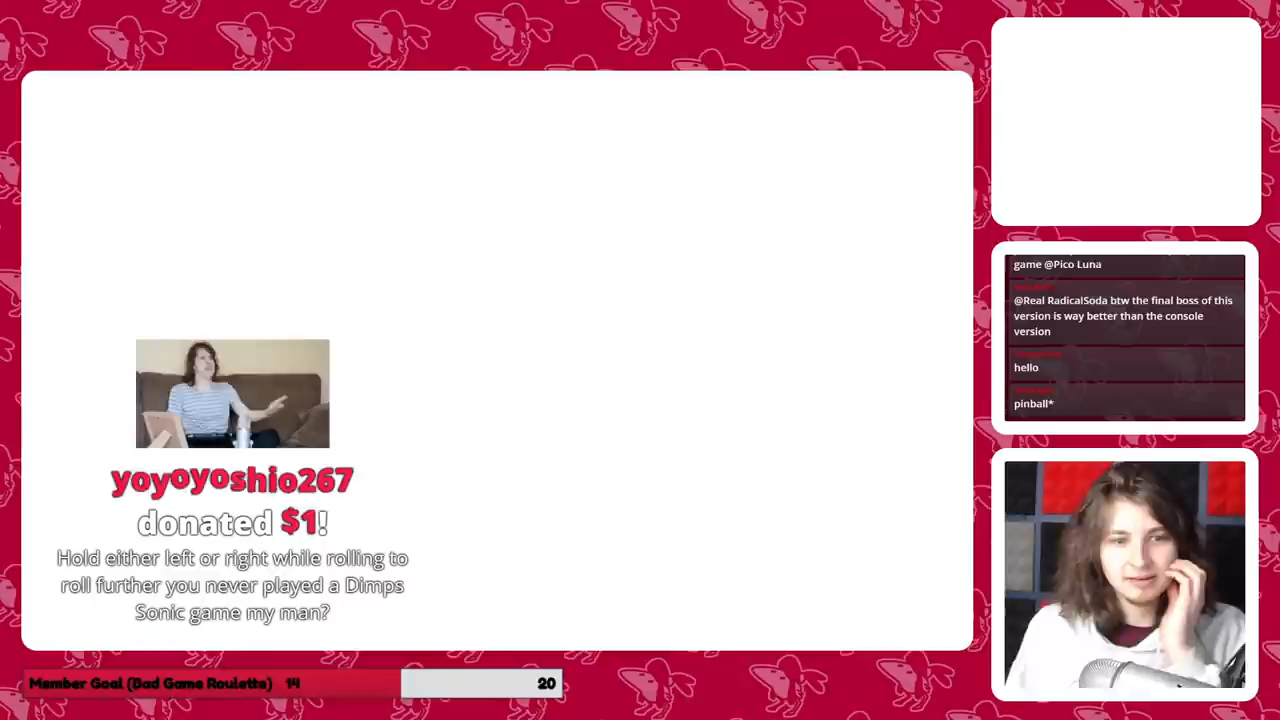 game @Pico Luna
@Real RadicalSoda btw the final boss of this
version is way better than the console
version
hello
pinball*
yoyoyoshio267
donated $1!
Hold either left or right while rolling to
roll further you never played a Dimps
Sonic game my man?
Member Goal (Bad Game Roulette) 14 20